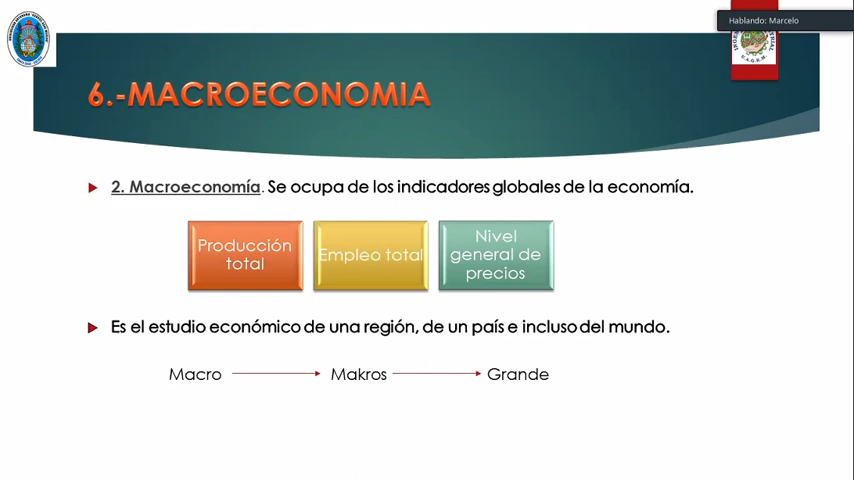 Hablando: Marcelo
U.A.G.R.M.
6.-MACROECONOMIA
2. Macroeconomía. Se ocupa de los indicadores globales de la economía.
Producción
total
Empleo total
Nivel
general de
precios
Es el estudio económico de una región, de un país e incluso del mundo.
Macro
Makros
Grande